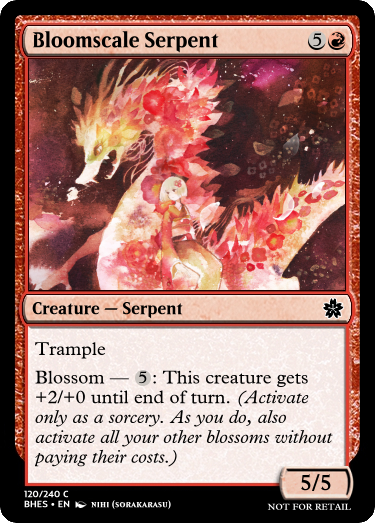 Bloomscale Serpent 5
Creature — Serpent
Trample
Blossom — 5: This creature gets
+2/+0 until end of turn. (Activate
only as a sorcery. As you do, also
activate all your other blossoms without
paying their costs.)
5/5
120/240 C
BHES • EN NIHI (SORAKARASU)
NOT FOR RETAIL